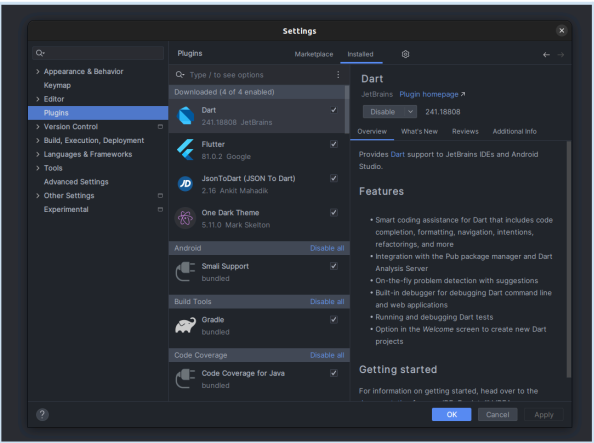 Settings
Plugins
Marketplace
Installed
Appearance & Behavior
Keymap
Editor
Plugins
Version Control
Build, Execution, Deployment
Languages & Frameworks
Tools
Advanced Settings
Other Settings
Experimental
Type / to see options
Downloaded (4 of 4 enabled)
Dart
241.18808 JetBrains
Flutter
81.0.2 Google
JsonToDart (JSON To Dart)
2.16 Ankit Mahadik
One Dark Theme
5.11.0 Mark Skelton
Android Disable all
Smali Support
bundled
Build Tools Disable all
Gradle
bundled
Code Coverage Disable all
Code Coverage for Java
bundled
Dart
JetBrains Plugin homepage ↗
Disable 241.18808
Overview What's New Reviews Additional Info
Provides Dart support to JetBrains IDEs and Android
Studio.
Features
• Smart coding assistance for Dart that includes code
completion, formatting, navigation, intentions,
refactorings, and more
• Integration with the Pub package manager and Dart
Analysis Server
• On-the-fly problem detection with suggestions
• Built-in debugger for debugging Dart command line
and web applications
• Running and debugging Dart tests
• Option in the Welcome screen to create new Dart
projects
Getting started
For information on getting started, head over to the
? OK Cancel Apply